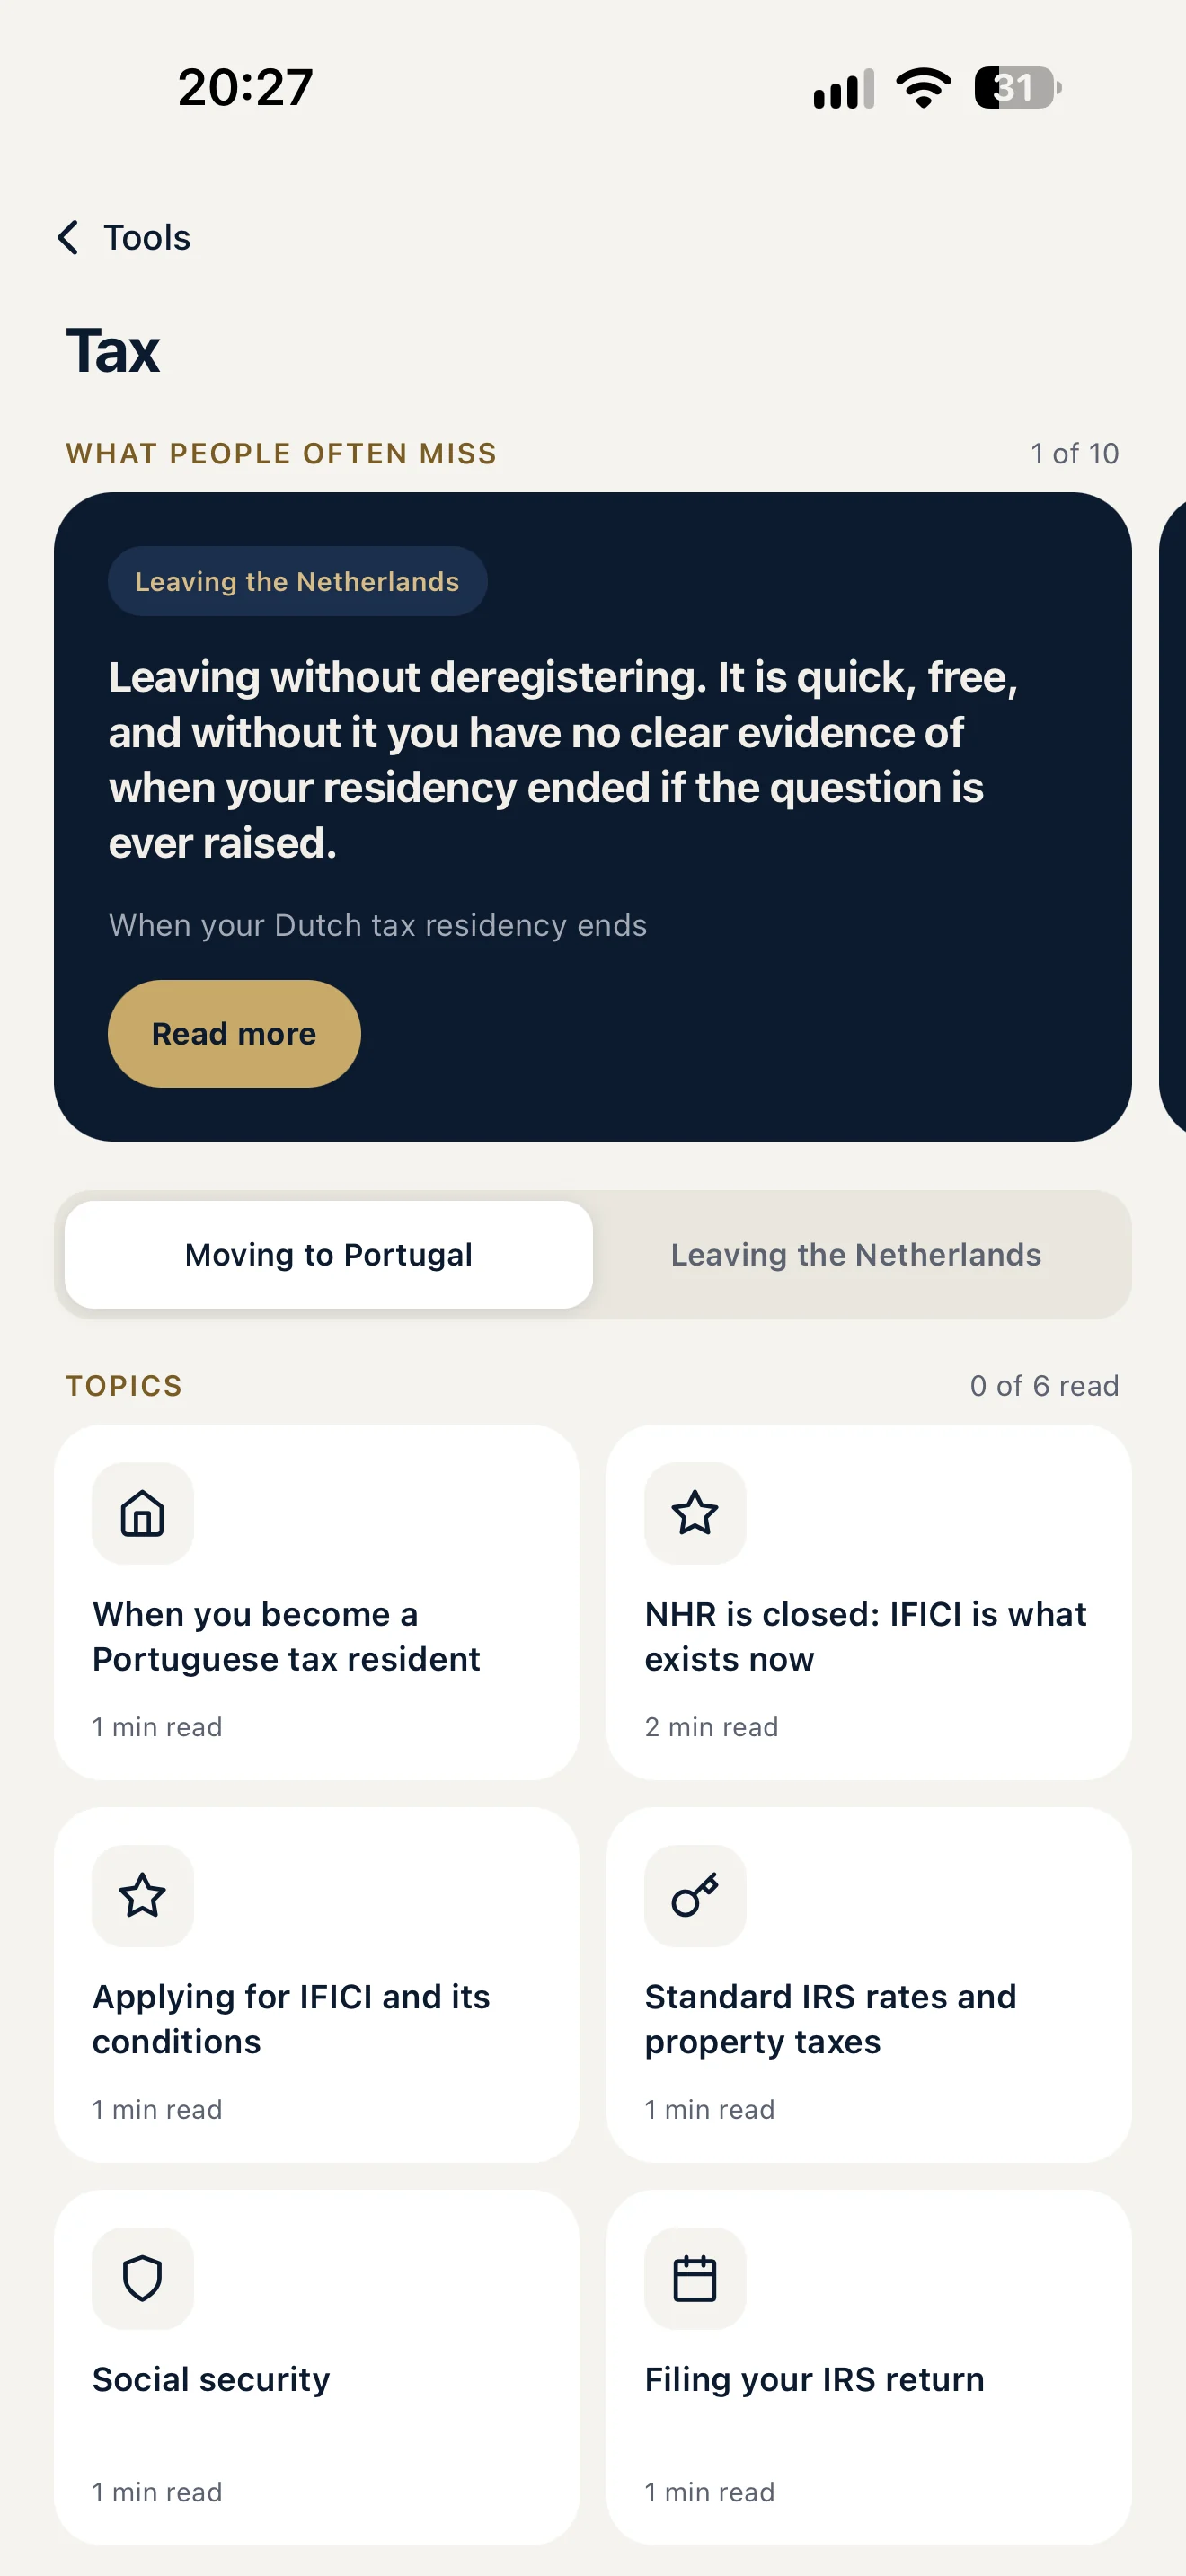 20:27
31
Tools
Tax
WHAT PEOPLE OFTEN MISS
1 of 10
Leaving the Netherlands
Leaving without deregistering. It is quick, free,
and without it you have no clear evidence of
when your residency ended if the question is
ever raised.
When your Dutch tax residency ends
Read more
Moving to Portugal
Leaving the Netherlands
TOPICS
0 of 6 read
When you become a
Portuguese tax resident
1 min read
NHR is closed: IFICI is what
exists now
2 min read
Applying for IFICI and its
conditions
1 min read
Standard IRS rates and
property taxes
1 min read
Social security
1 min read
Filing your IRS return
1 min read